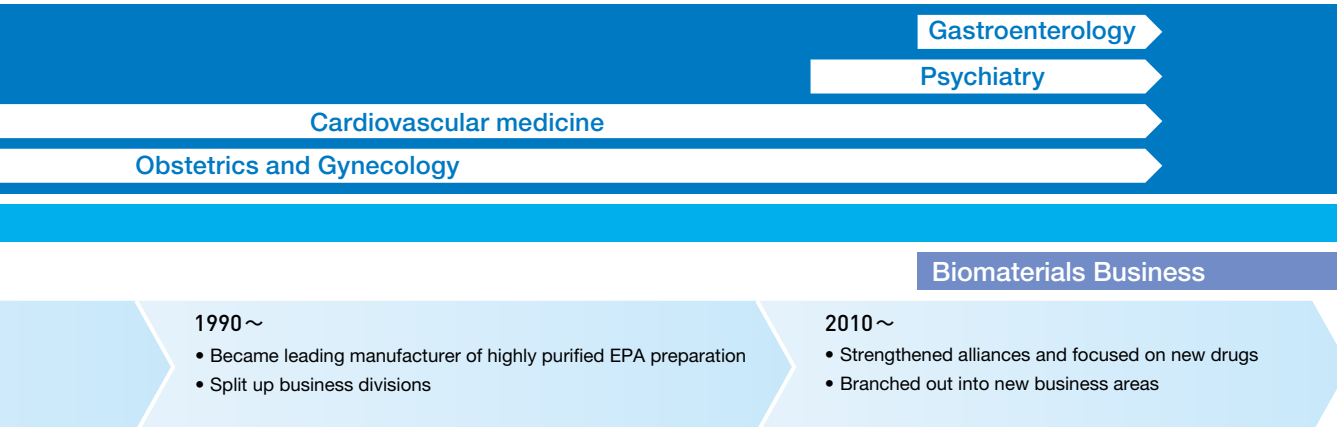 Gastroenterology
Psychiatry
Cardiovascular medicine
Obstetrics and Gynecology
Biomaterials Business
1990～
• Became leading manufacturer of highly purified EPA preparation
• Split up business divisions
2010～
• Strengthened alliances and focused on new drugs
• Branched out into new business areas